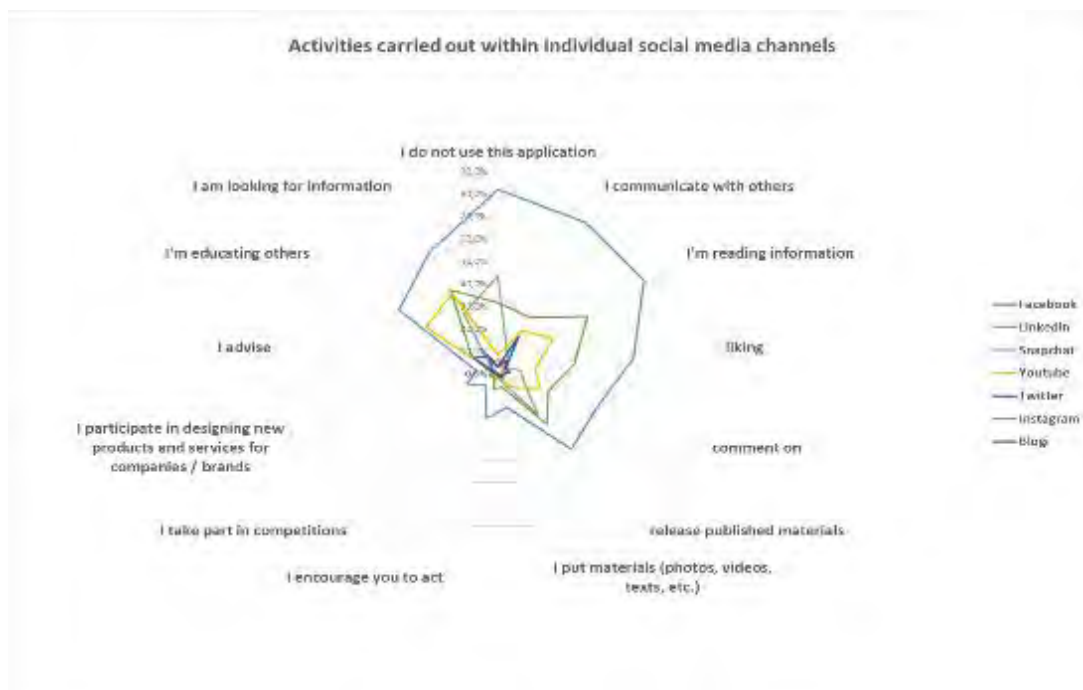 Activities carried out within individual social media channels
I do not use this application
I am looking for information
I communicate with others
I'm educating others
I'm reading information
I advise
liking
I participate in designing new
products and services for
companies / brands
comment on
I take part in competitions
release published materials
I encourage you to act
I put materials (photos, videos,
texts, etc.)
Facebook
Linkedin
Snapchat
Youtube
Twitter
Instagram
Blogi